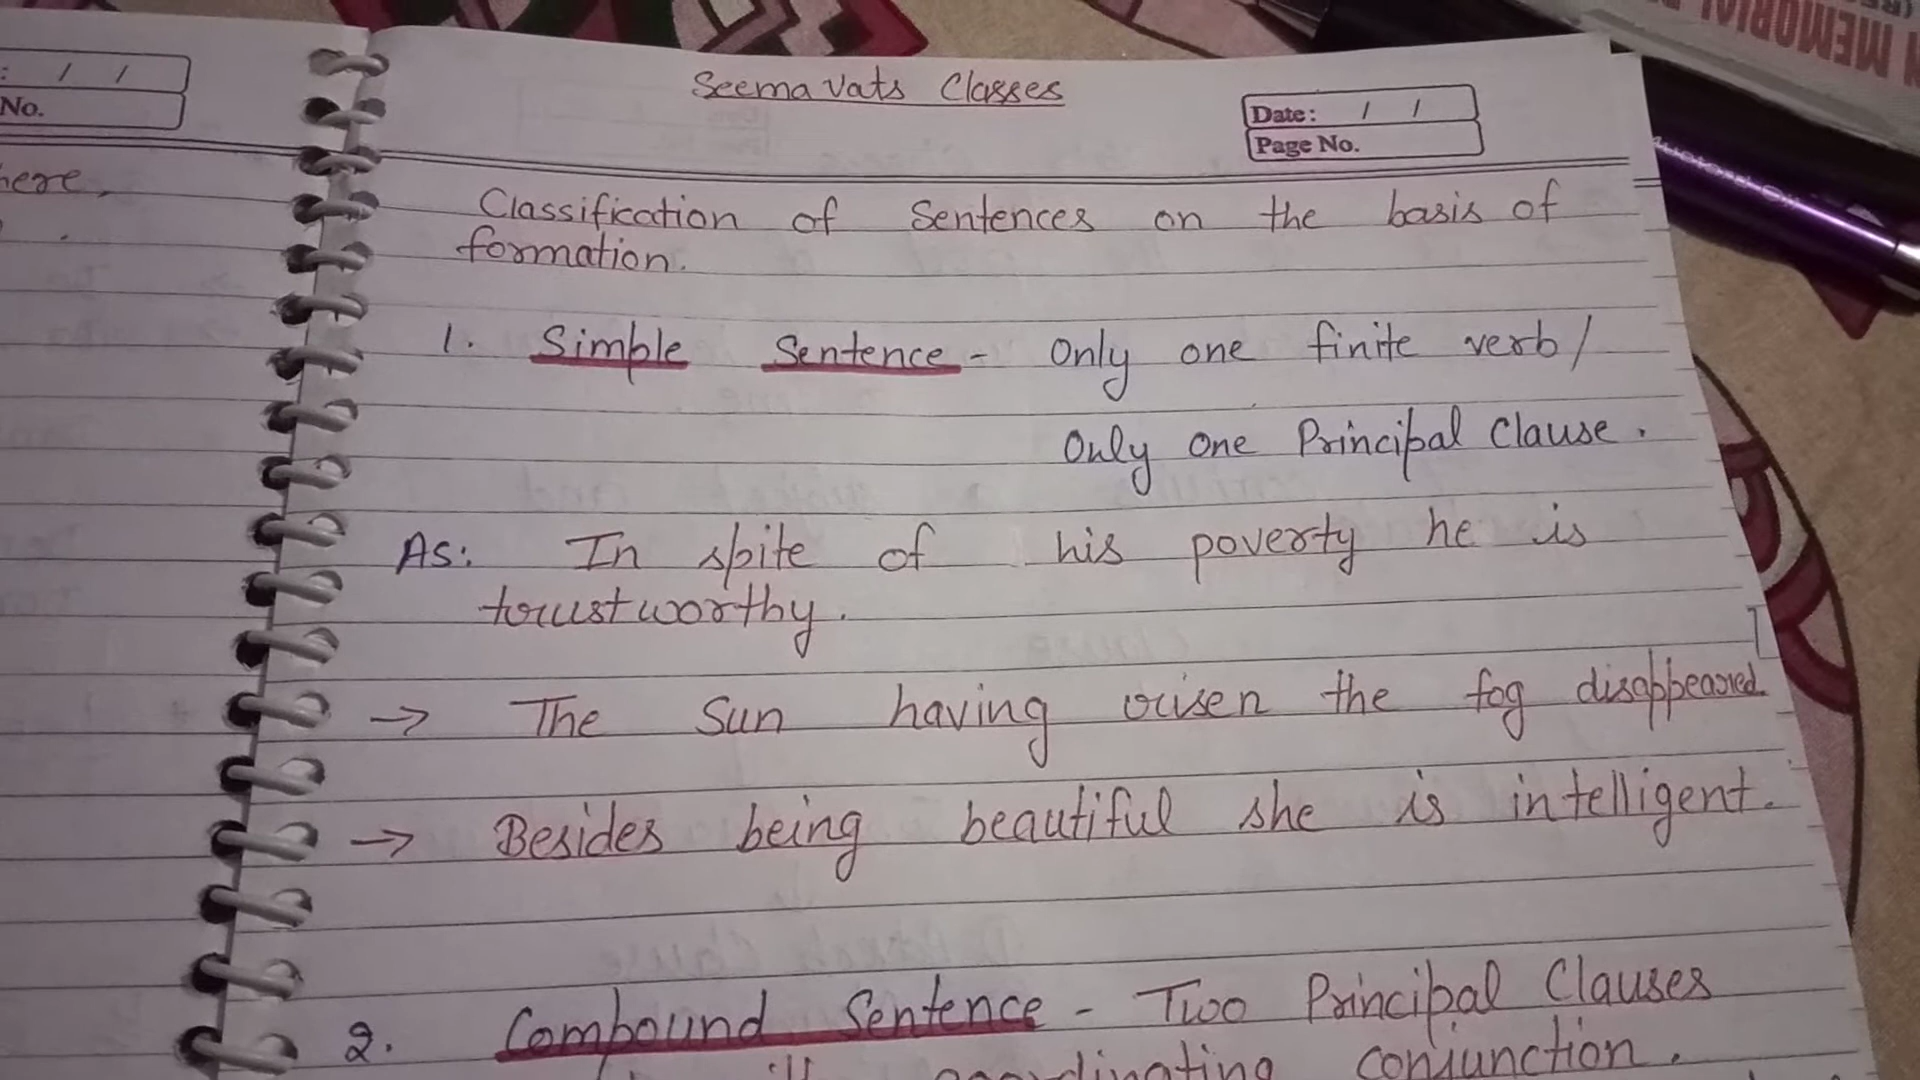 : / /
No.
here,
Seema Vats Classes
Date: / /
Page No.
Classification of Sentences on the basis of
formation.
1. Simple Sentence - Only one finite verb/
Only one Principal Clause.
As: In spite of his poverty he is
trustworthy.
→ The Sun having risen the fog disappeared
→ Besides being beautiful she is intelligent.
2. Compound Sentence - Two Principal Clauses
conjunction.
MEMORIAL